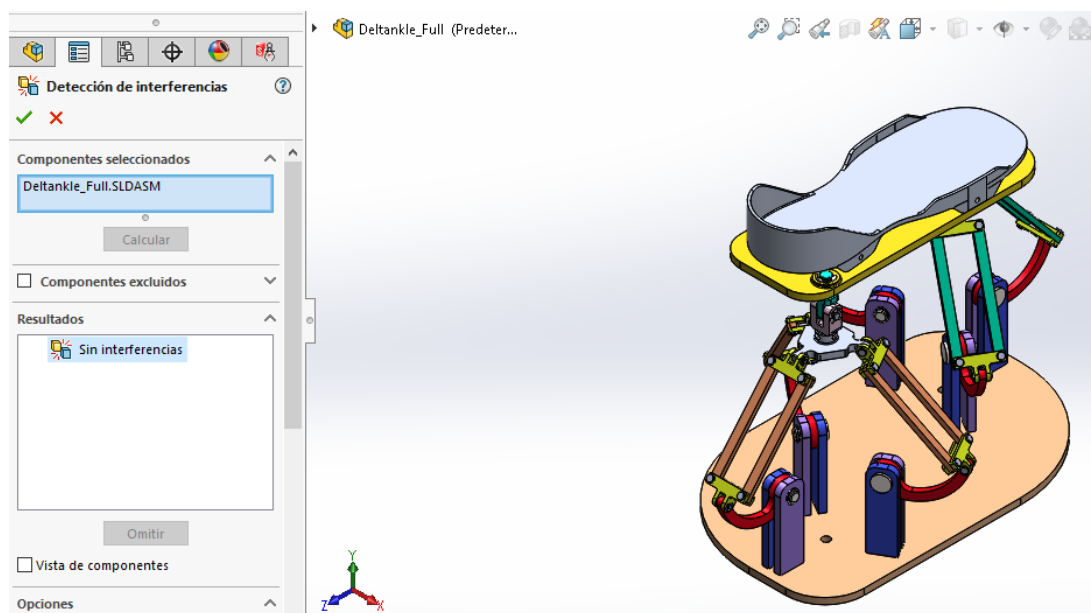 Deltankle_Full (Predeter...
Detección de interferencias
Componentes seleccionados
Deltankle_Full.SLDASM
Calcular
Componentes excluidos
Resultados
Sin interferencias
Omitir
Vista de componentes
Opciones
Y
Z
X